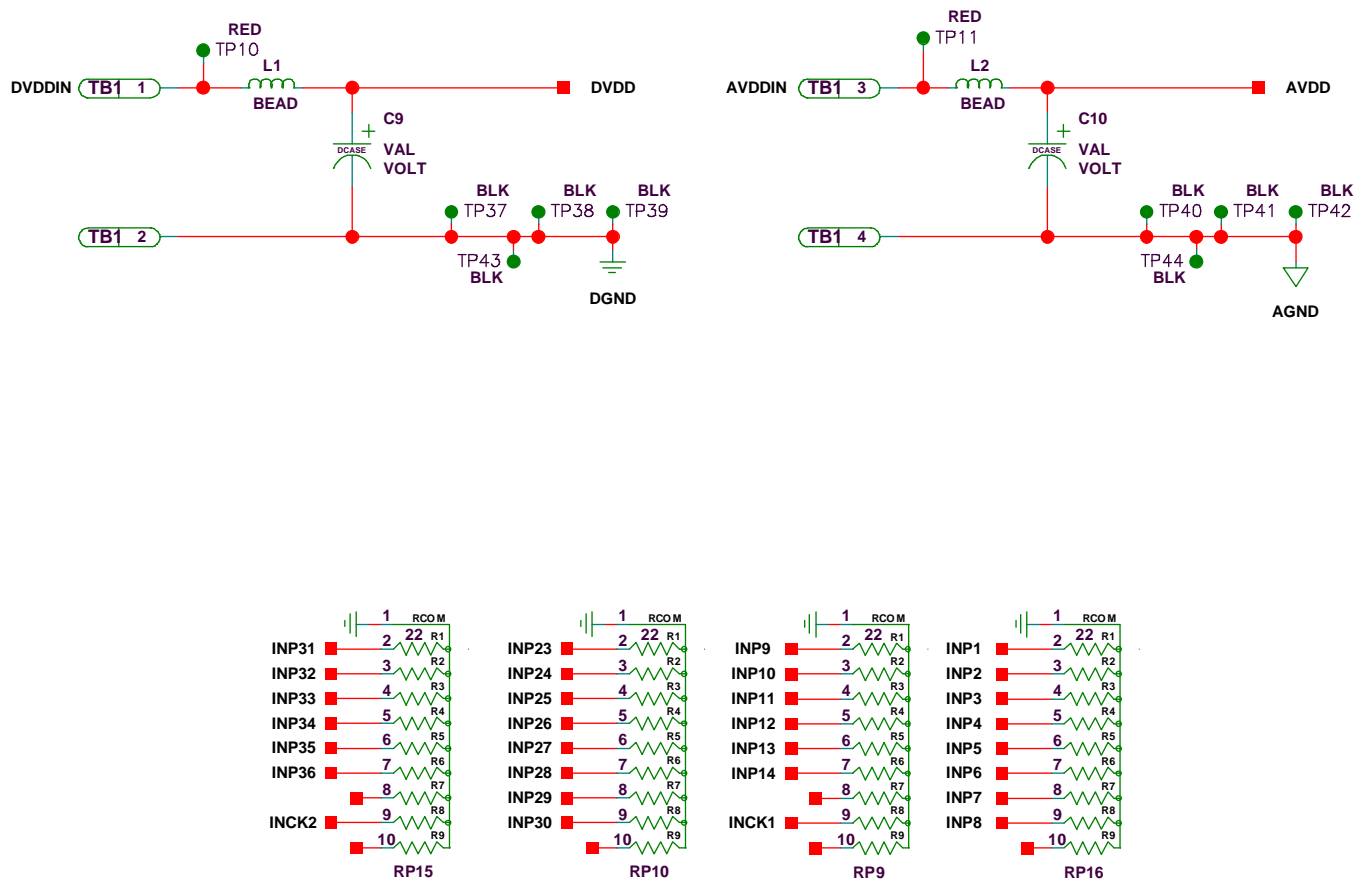 RED
TP10
L1
DVDDIN TB1 1
BEAD
DVDD
C9
+
DCASE
VAL
VOLT
BLK BLK BLK
TP37 TP38 TP39
TB1 2
TP43
BLK
DGND
RED
TP11
L2
AVDDIN TB1 3
BEAD
AVDD
C10
+
DCASE
VAL
VOLT
BLK BLK BLK
TP40 TP41 TP42
TB1 4
TP44
BLK
AGND
1 RCOM
22
INP31 2 R1
INP32 3 R2
INP33 4 R3
INP34 5 R4
INP35 6 R5
INP36 7 R6
8 R7
INCK2 9 R8
10 R9
RP15
1 RCOM
22
INP23 2 R1
INP24 3 R2
INP25 4 R3
INP26 5 R4
INP27 6 R5
INP28 7 R6
INP29 8 R7
INP30 9 R8
10 R9
RP10
1 RCOM
22
INP9 2 R1
INP10 3 R2
INP11 4 R3
INP12 5 R4
INP13 6 R5
INP14 7 R6
8 R7
INCK1 9 R8
10 R9
RP9
1 RCOM
22
INP1 2 R1
INP2 3 R2
INP3 4 R3
INP4 5 R4
INP5 6 R5
INP6 7 R6
INP7 8 R7
INP8 9 R8
10 R9
RP16